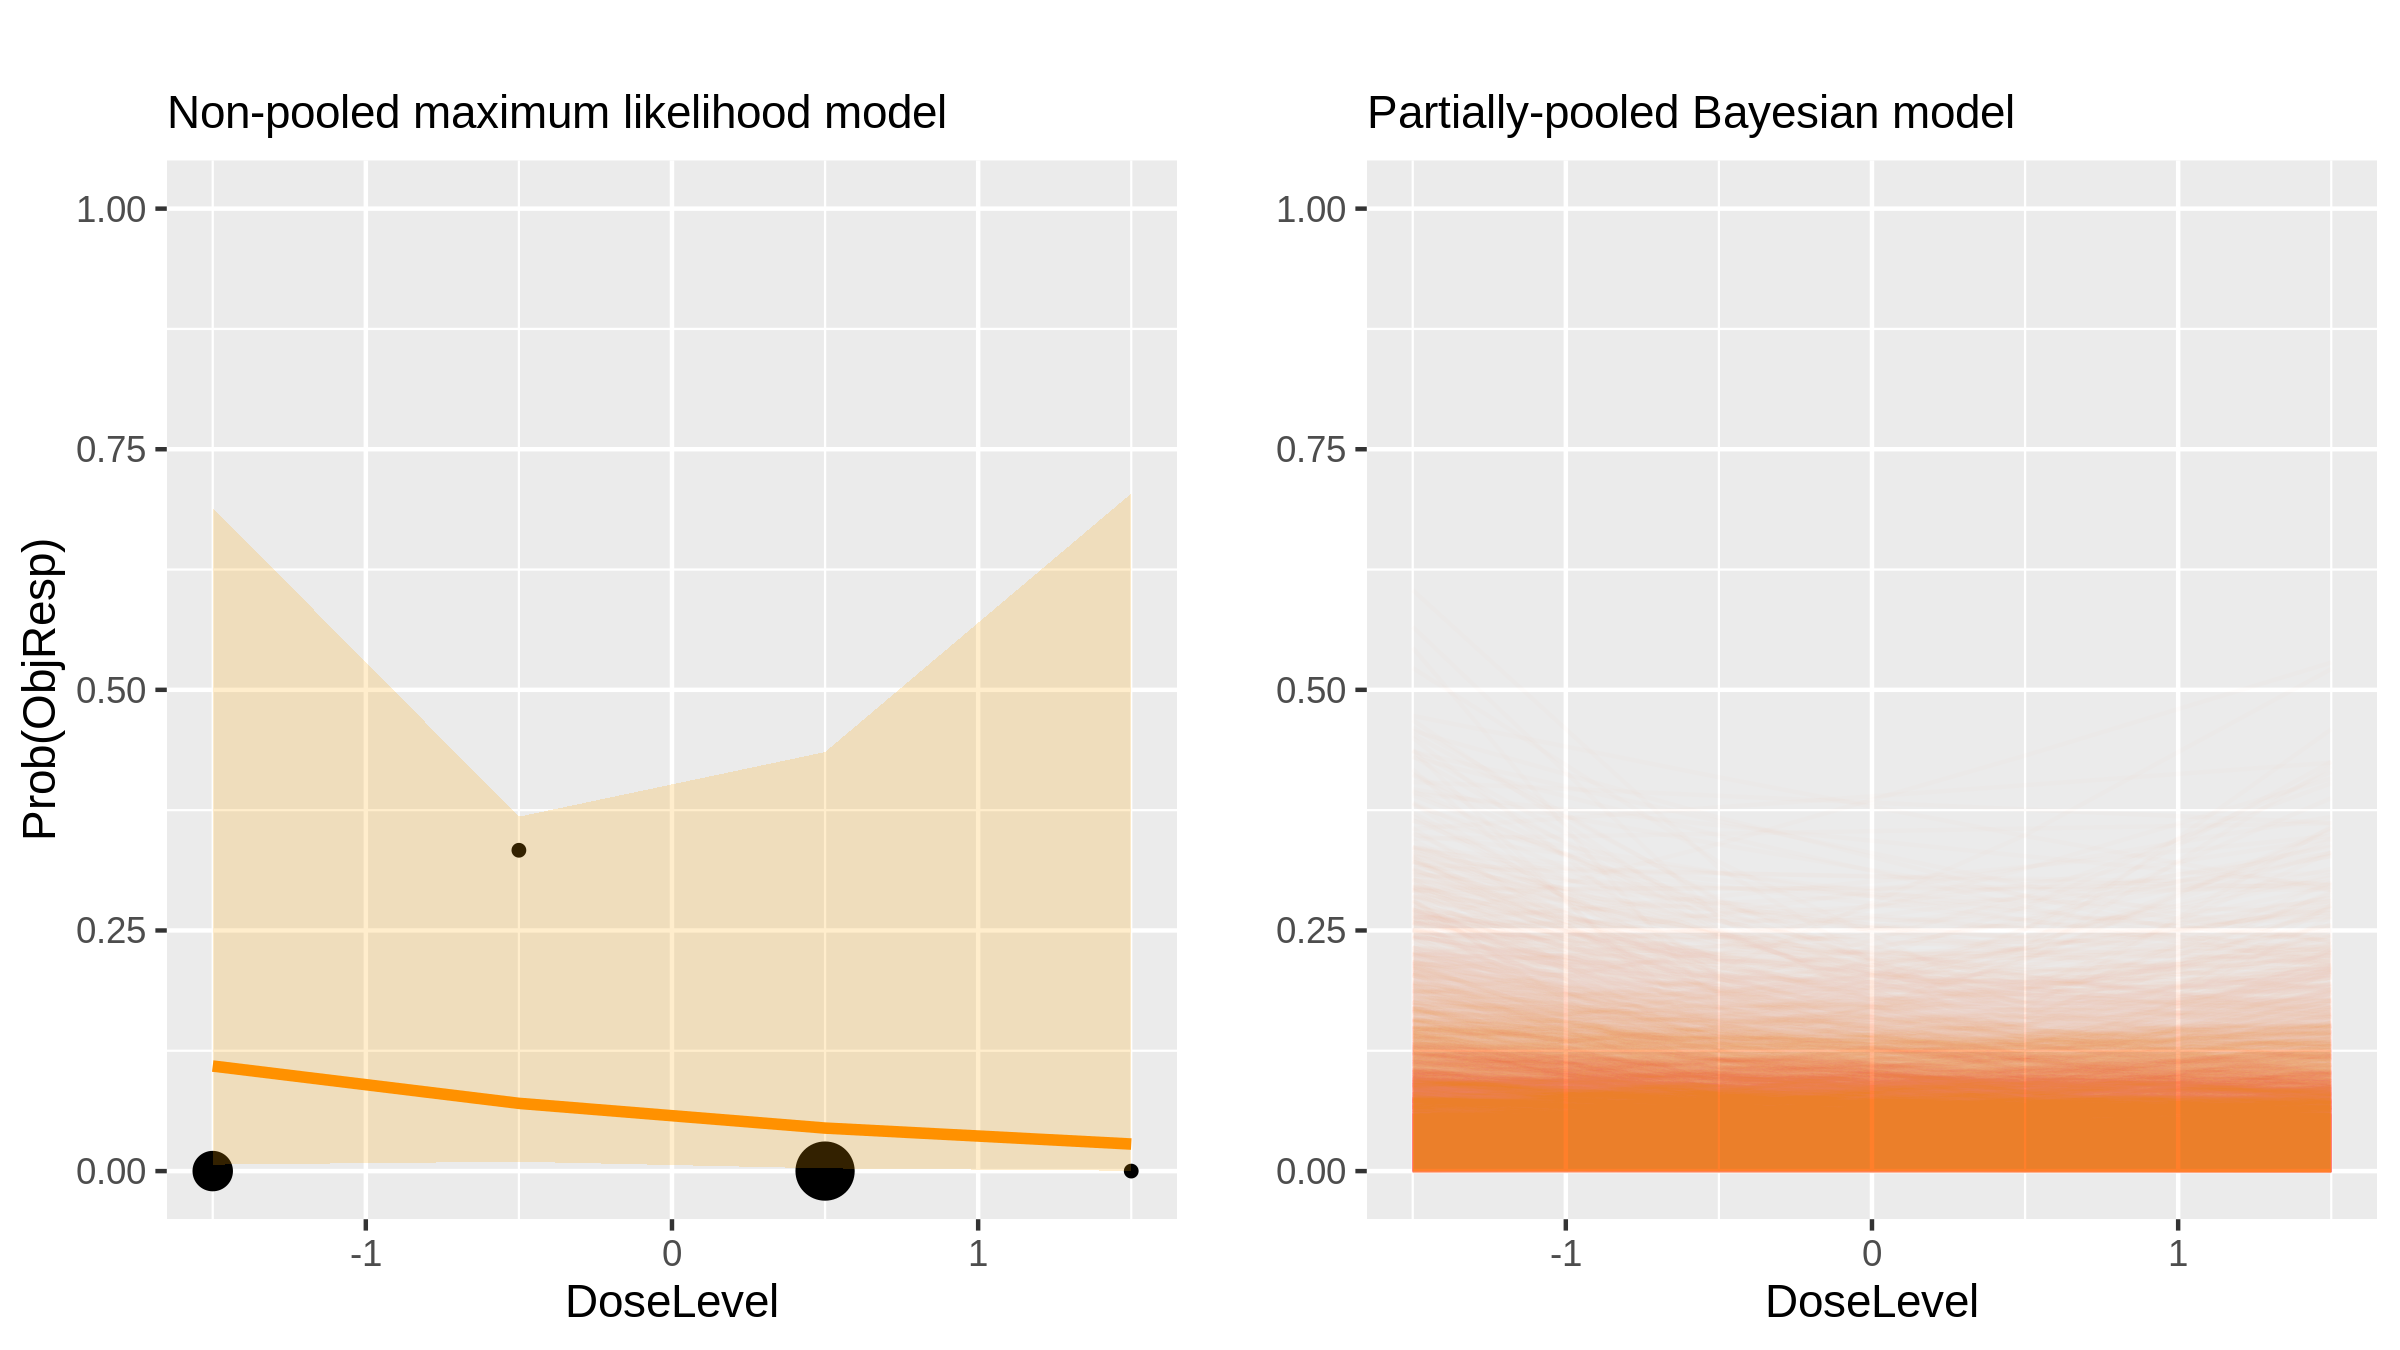 Non-pooled maximum likelihood model
Prob(ObjResp)
1.00
0.75
0.50
0.25
0.00
-1 0 1
DoseLevel
Partially-pooled Bayesian model
1.00
0.75
0.50
0.25
0.00
-1 0 1
DoseLevel